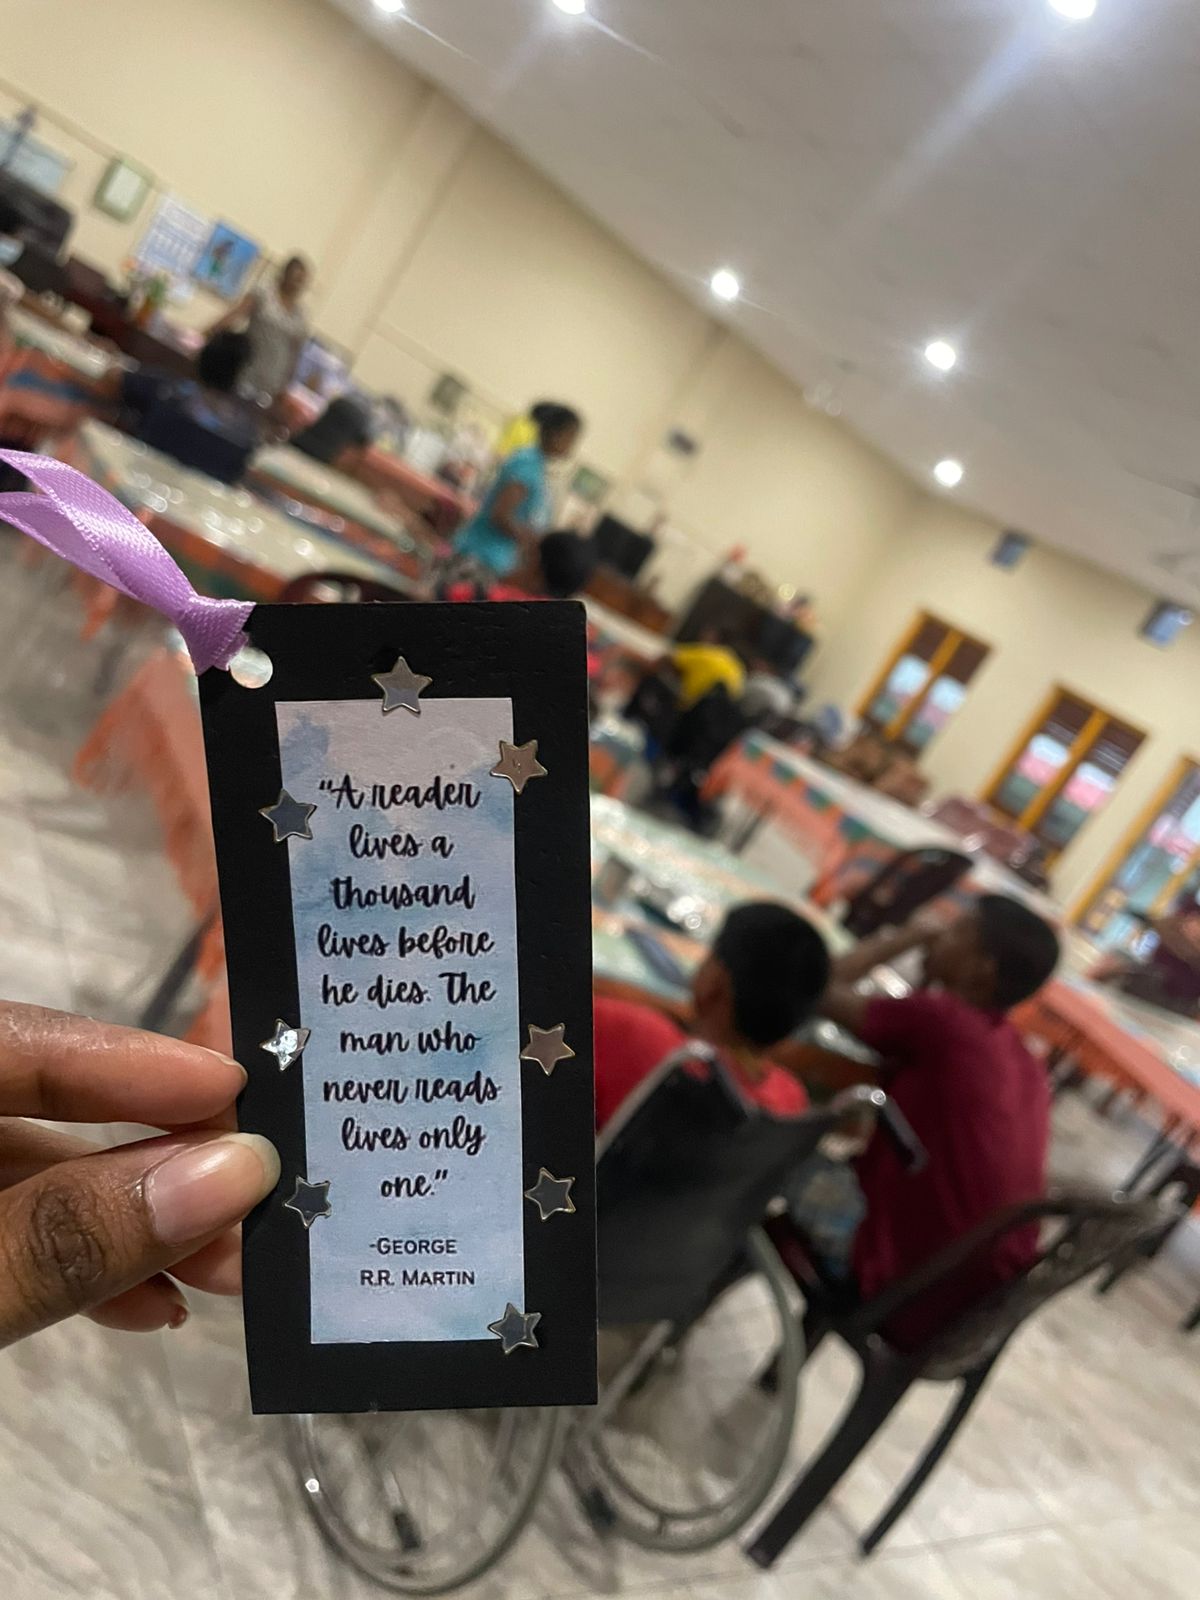 “A reader
lives a
thousand
lives before
he dies. The
man who
never reads
lives only
one.”
-GEORGE
R.R. MARTIN